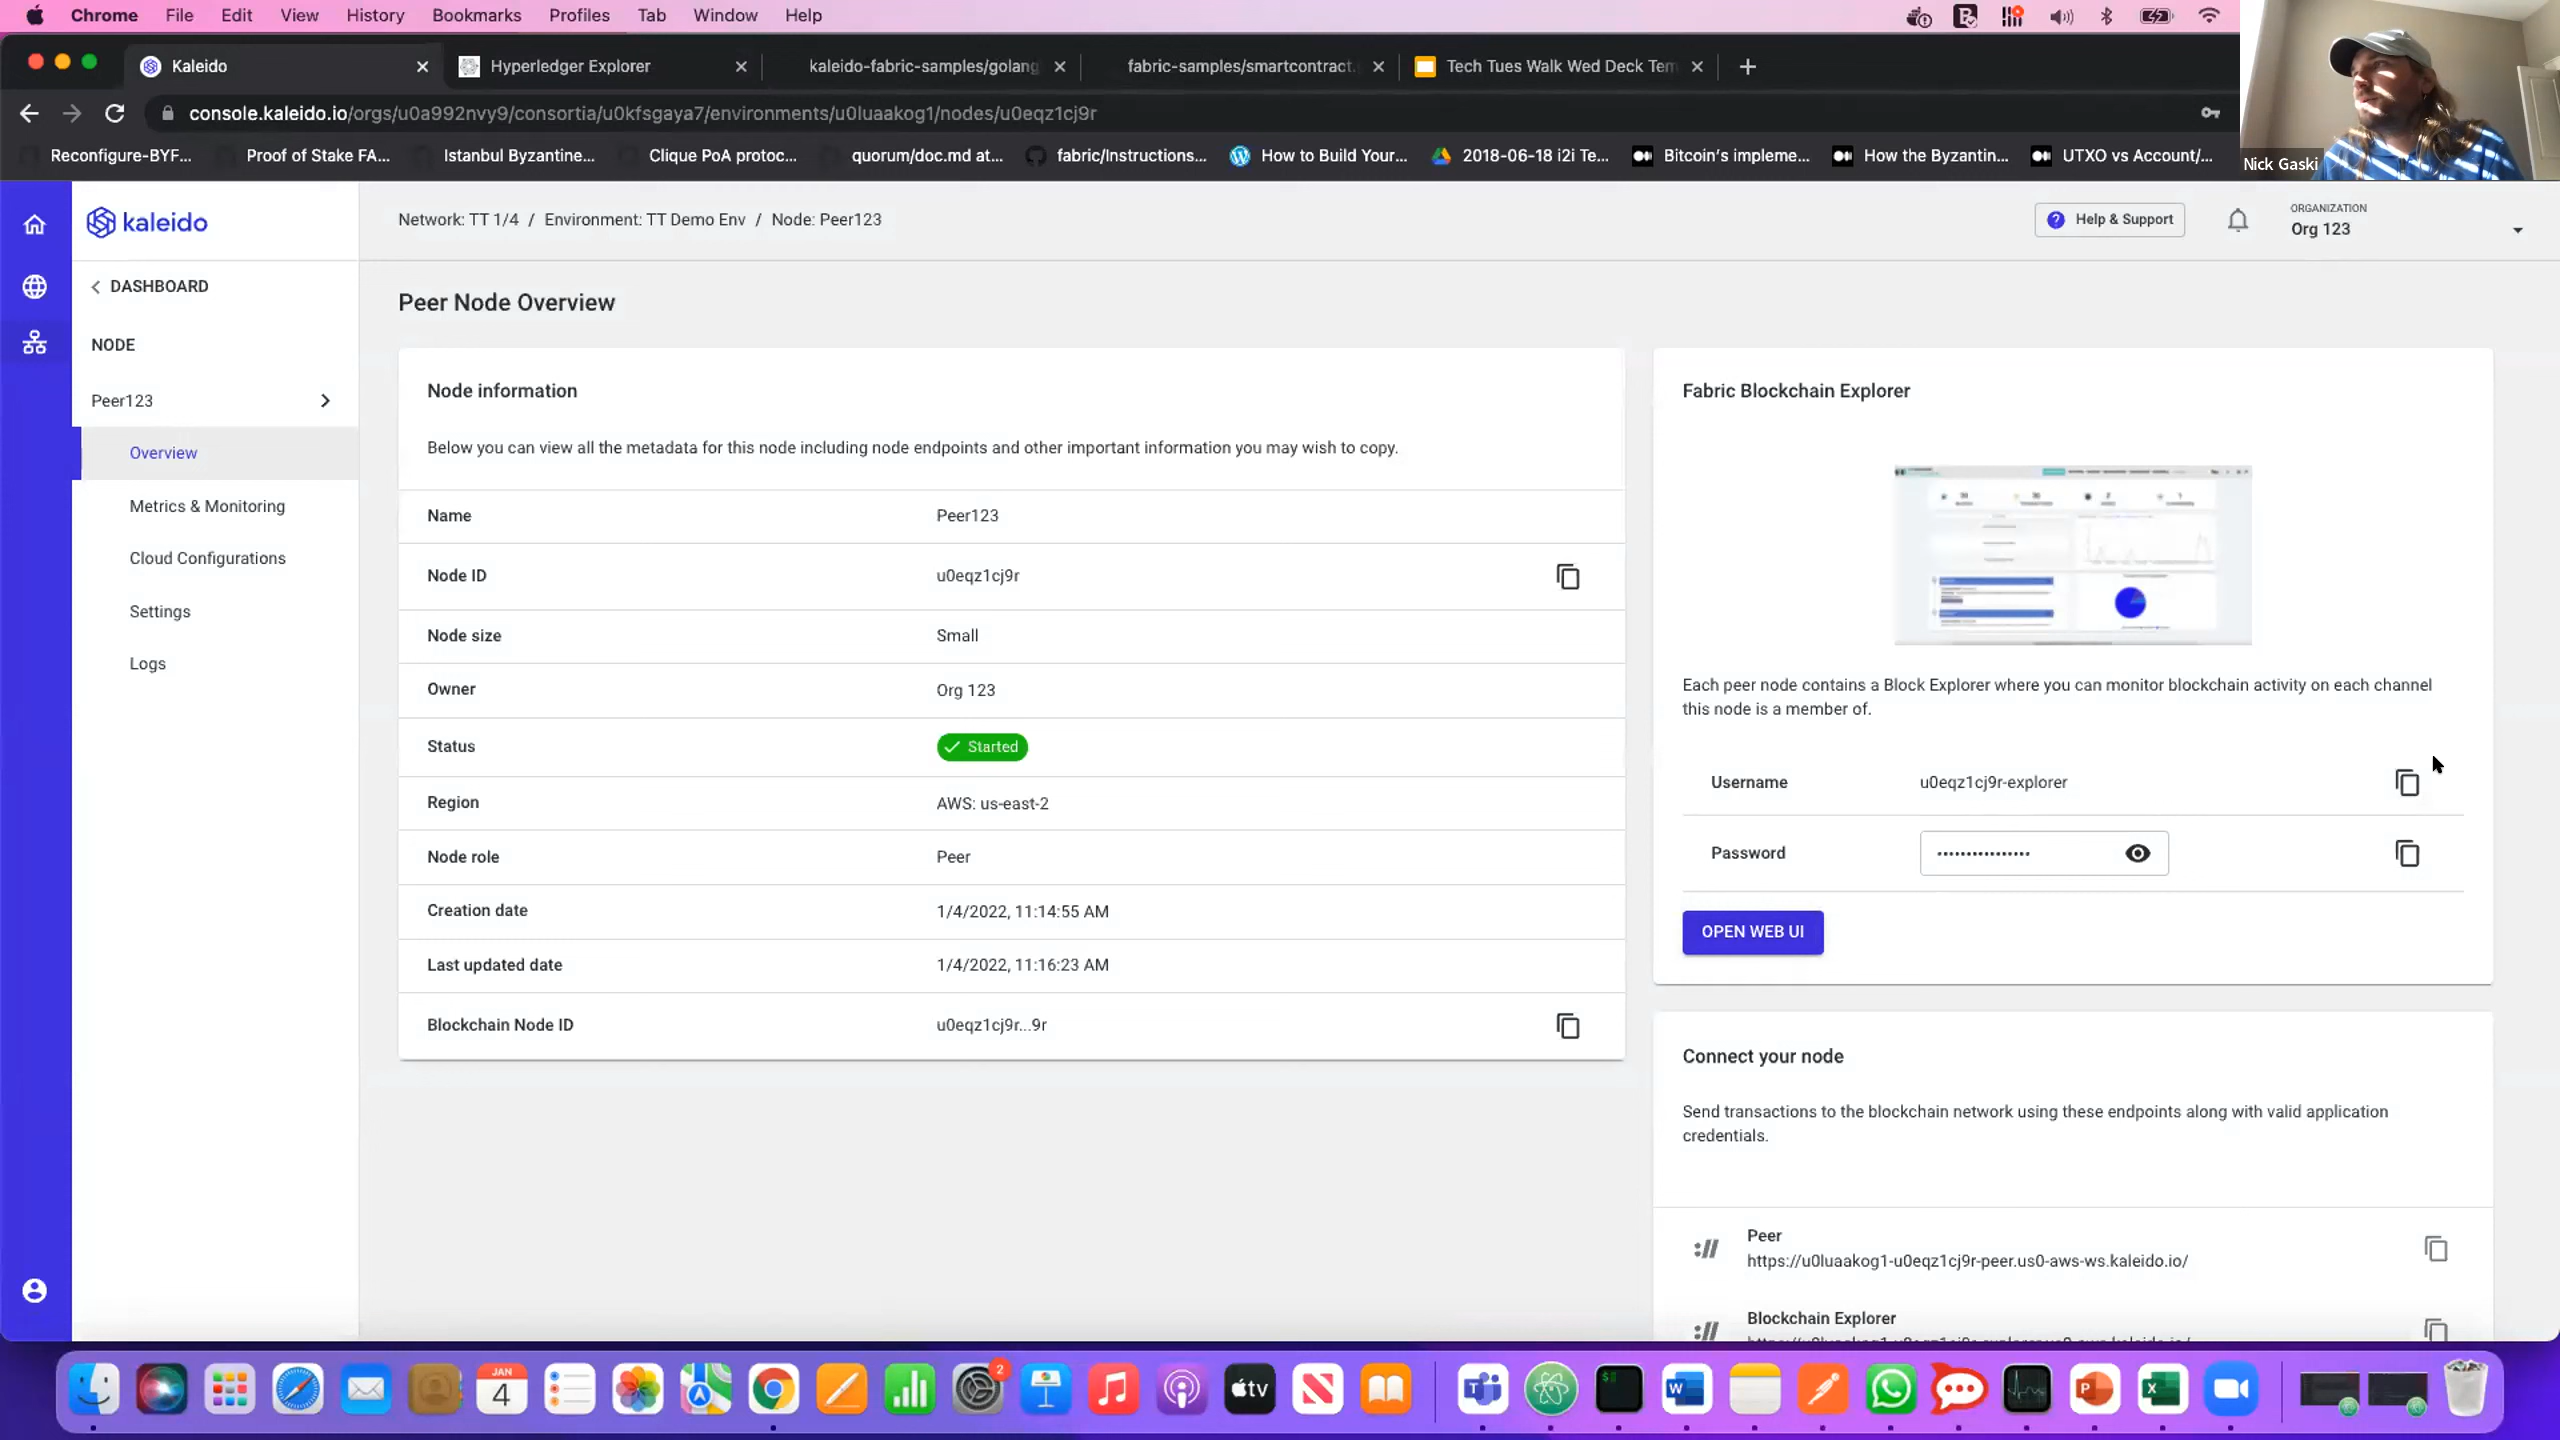 Chrome File Edit View History Bookmarks Profiles Tab Window Help
Kaleido
Hyperledger Explorer
kaleido-fabric-samples/golang
fabric-samples/smartcontract.
Tech Tues Walk Wed Deck Tem
console.kaleido.io/orgs/u0a992nvy9/consortia/u0kfsgaya7/environments/u0luaakog1/nodes/u0eqz1cj9r
Reconfigure-BYF...
Proof of Stake FA...
Istanbul Byzantine...
Clique PoA protoc...
quorum/doc.md at...
fabric/Instructions...
How to Build Your...
2018-06-18 i2i Te...
Bitcoin's impleme...
How the Byzantin...
UTXO vs Account/...
Nick Gaski
kaleido
Network: TT 1/4 / Environment: TT Demo Env / Node: Peer123
Help & Support
ORGANIZATION
Org 123
DASHBOARD
NODE
Peer123
Overview
Metrics & Monitoring
Cloud Configurations
Settings
Logs
Peer Node Overview
Node information
Below you can view all the metadata for this node including node endpoints and other important information you may wish to copy.
Name Peer123
Node ID u0eqz1cj9r
Node size Small
Owner Org 123
Status Started
Region AWS: us-east-2
Node role Peer
Creation date 1/4/2022, 11:14:55 AM
Last updated date 1/4/2022, 11:16:23 AM
Blockchain Node ID u0eqz1cj9r...9r
Fabric Blockchain Explorer
Each peer node contains a Block Explorer where you can monitor blockchain activity on each channel
this node is a member of.
Username u0eqz1cj9r-explorer
Password ••••••••••••••••
OPEN WEB UI
Connect your node
Send transactions to the blockchain network using these endpoints along with valid application
credentials.
Peer
https://u0luaakog1-u0eqz1cj9r-peer.us0-aws-ws.kaleido.io/
Blockchain Explorer
JAN
4
2
tv